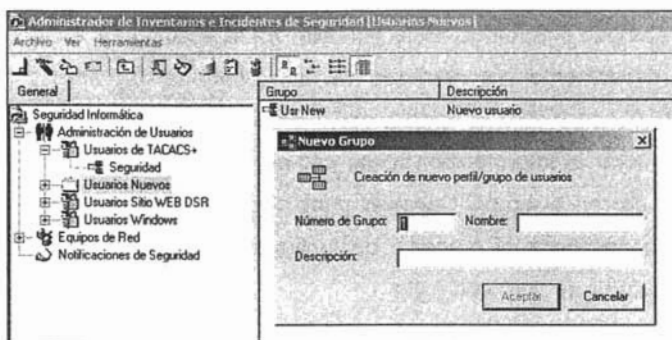 Administrador de Inventarios e Incidentes de Seguridad [Usuarios Nuevos]
Archivo Ver Herramientas
General
Grupo Descripción
Usr New Nuevo usuario
Seguridad Informática
Administración de Usuarios
Usuarios de TACACS+
Seguridad
Usuarios Nuevos
Usuarios Sitio WEB DSR
Usuarios Windows
Equipos de Red
Notificaciones de Seguridad
Nuevo Grupo
Creación de nuevo perfil/grupo de usuarios
Número de Grupo: 1 Nombre:
Descripción:
Aceptar Cancelar